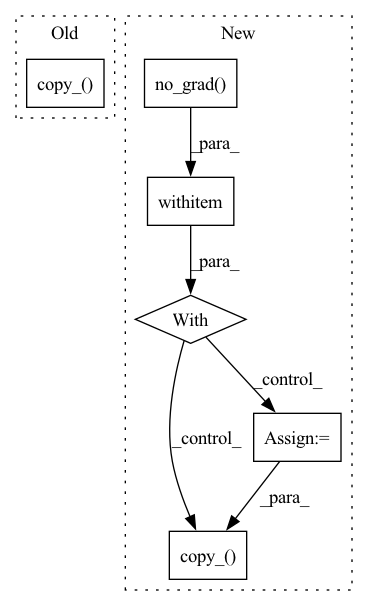 Old
New
copy_()
no_grad()
_para_
withitem
_para_
With
_control_
_control_
Assign:=
_para_
copy_()